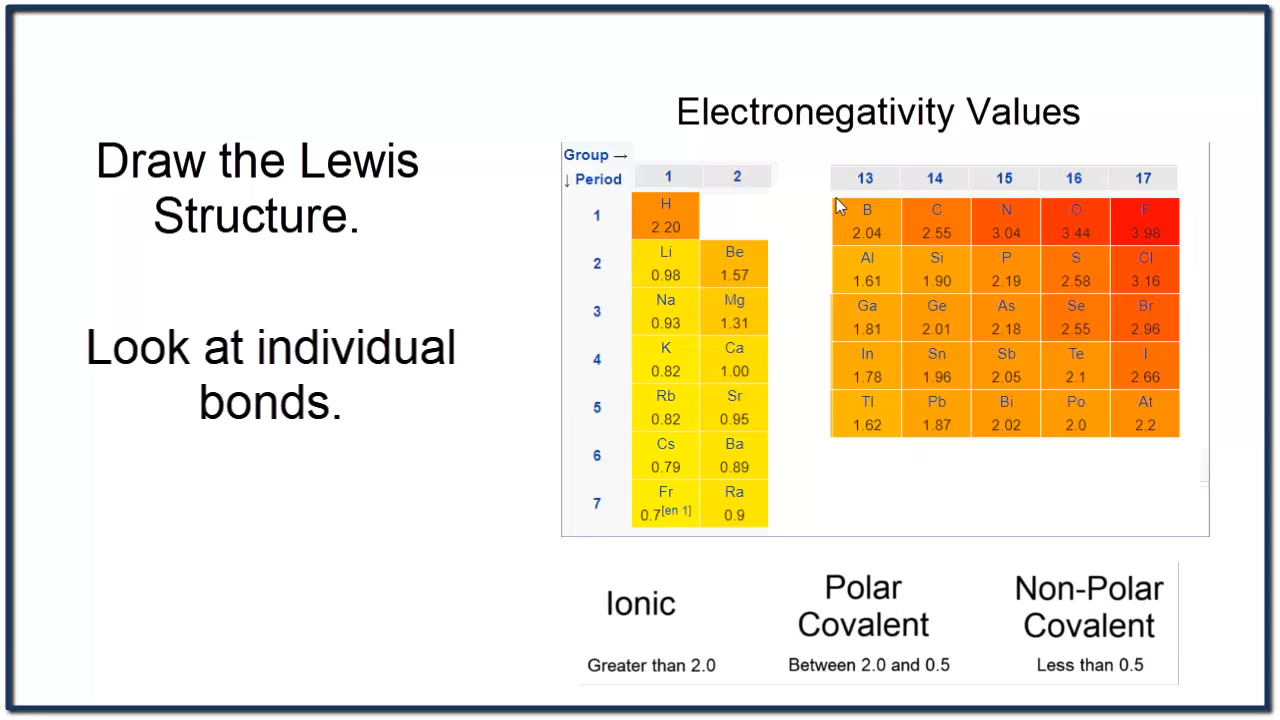 Draw the Lewis
Structure.
Look at individual
bonds.
Electronegativity Values
Group →
↓ Period 1 2 13 14 15 16 17
1 H B C N O F
2.20 2.04 2.55 3.04 3.44 3.98
2 Li Be Al Si P S Cl
0.98 1.57 1.61 1.90 2.19 2.58 3.16
3 Na Mg Ga Ge As Se Br
0.93 1.31 1.81 2.01 2.18 2.55 2.96
4 K Ca In Sn Sb Te I
0.82 1.00 1.78 1.96 2.05 2.1 2.66
5 Rb Sr Tl Pb Bi Po At
0.82 0.95 1.62 1.87 2.02 2.0 2.2
6 Cs Ba
0.79 0.89
7 Fr Ra
0.7[en 1] 0.9
Ionic
Greater than 2.0
Polar
Covalent
Between 2.0 and 0.5
Non-Polar
Covalent
Less than 0.5